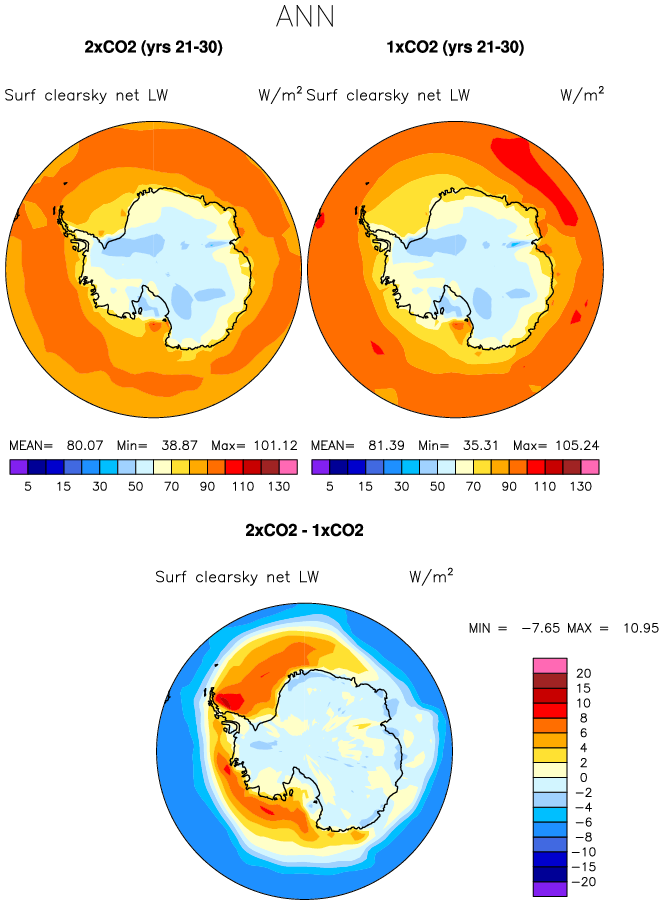 ANN
2xCO2 (yrs 21-30) 1xCO2 (yrs 21-30)
Surf clearsky net LW W/m² Surf clearsky net LW W/m²
MEAN= 80.07 Min= 38.87 Max= 101.12 MEAN= 81.39 Min= 35.31 Max= 105.24
5 15 30 50 70 90 110 130 5 15 30 50 70 90 110 130
2xCO2 - 1xCO2
Surf clearsky net LW W/m²
MIN = -7.65 MAX = 10.95
20
15
10
8
6
4
2
0
-2
-4
-6
-8
-10
-15
-20